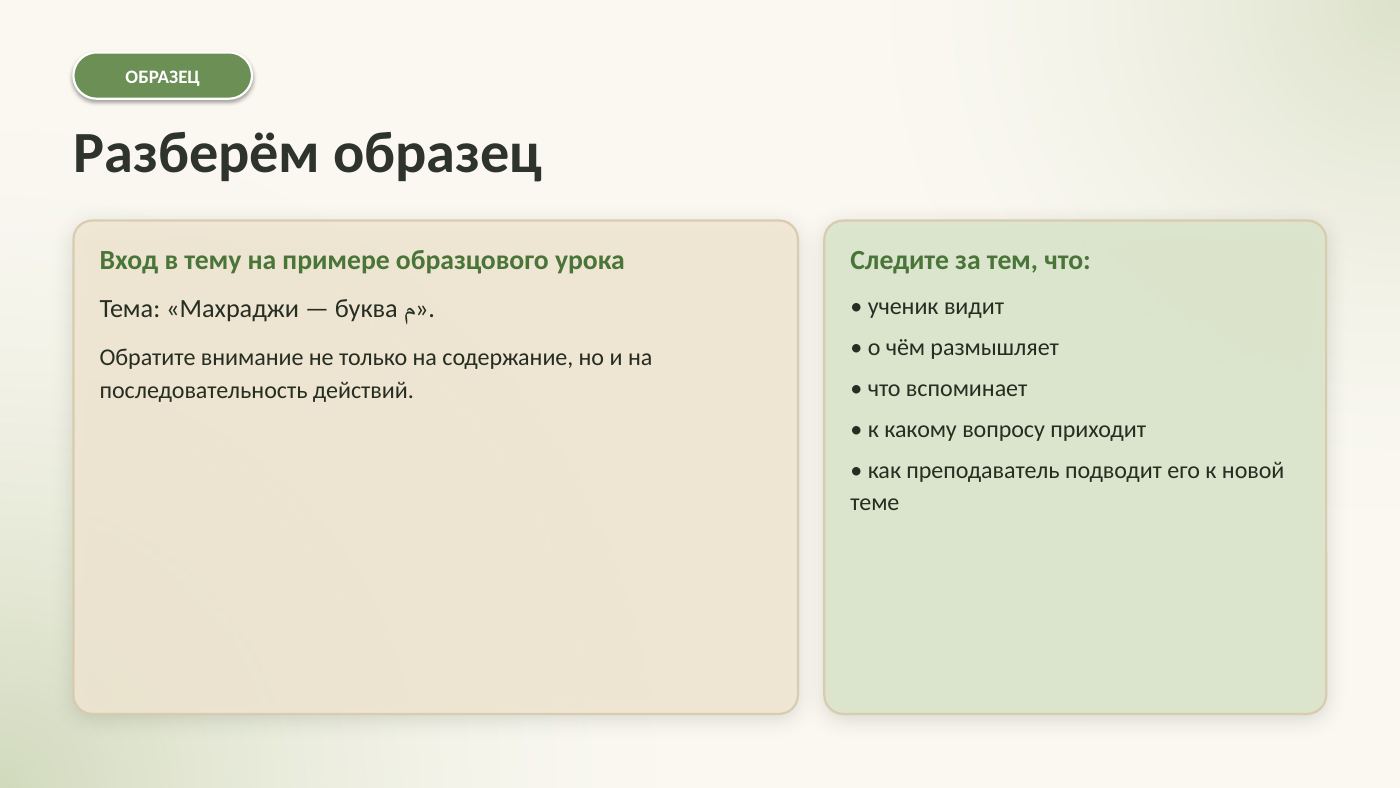 ОБРАЗЕЦ
Разберём образец
Вход в тему на примере образцового урока
Тема: «Махраджи — буква م».
Обратите внимание не только на содержание, но и на
последовательность действий.
Следите за тем, что:
• ученик видит
• о чём размышляет
• что вспоминает
• к какому вопросу приходит
• как преподаватель подводит его к новой
теме